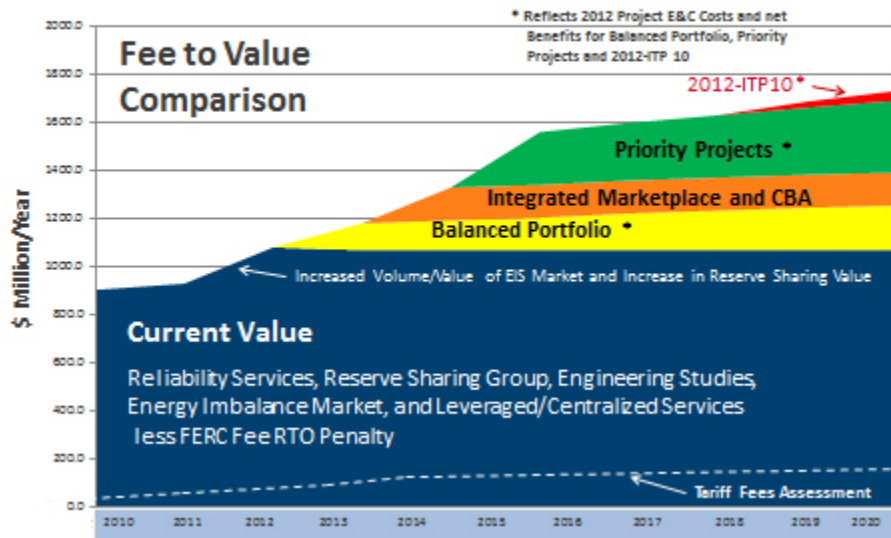 * Reflects 2012 Project E&C Costs and net
Benefits for Balanced Portfolio, Priority
Projects and 2012-ITP 10
Fee to Value
Comparison
2012-ITP10*
Priority Projects *
Integrated Marketplace and CBA
Balanced Portfolio *
Increased Volume/Value of EIS Market and Increase in Reserve Sharing Value
Current Value
Reliability Services, Reserve Sharing Group, Engineering Studies,
Energy Imbalance Market, and Leveraged/Centralized Services
less FERC Fee RTO Penalty
Tariff Fees Assessment
$ Million/Year
2000.0
1800.0
1600.0
1400.0
1200.0
1000.0
800.0
600.0
400.0
200.0
0.0
2010 2011 2012 2013 2014 2015 2016 2017 2018 2019 2020